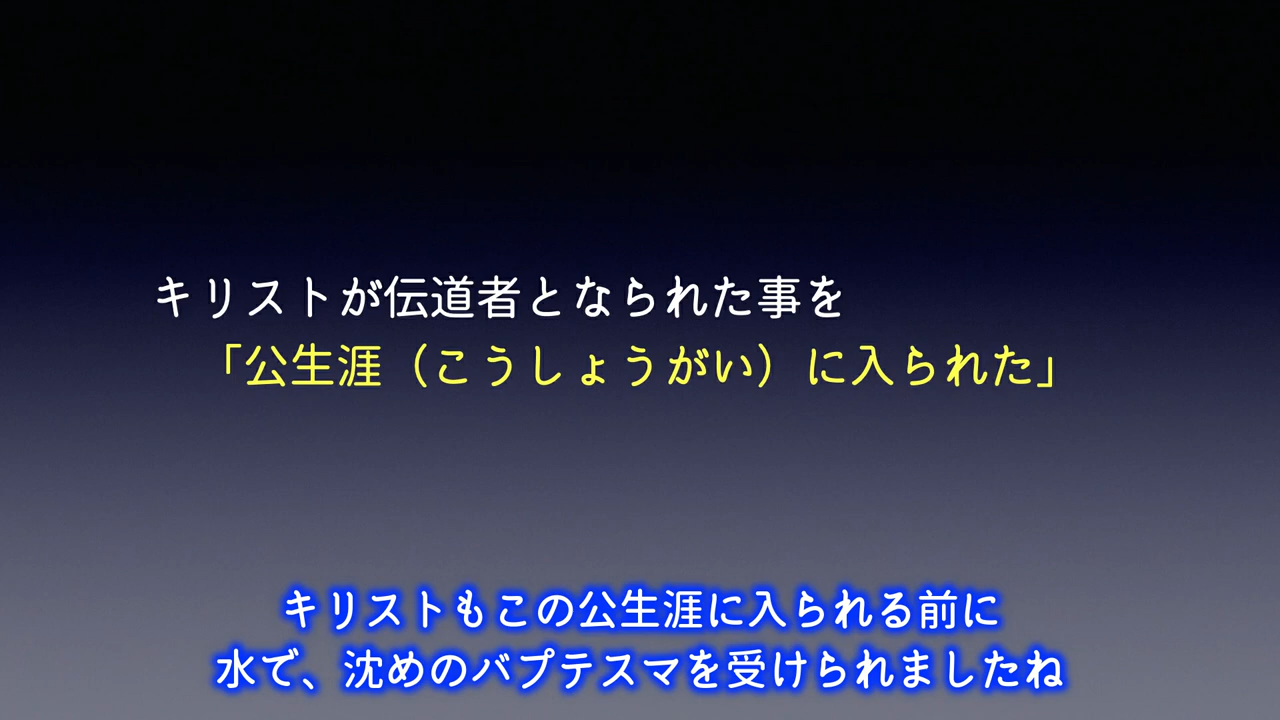 キリストが伝道者となられた事を
「公生涯（こうしょうがい）に入られた」
キリストもこの公生涯に入られる前に
水で、沈めのバプテスマを受けられましたね